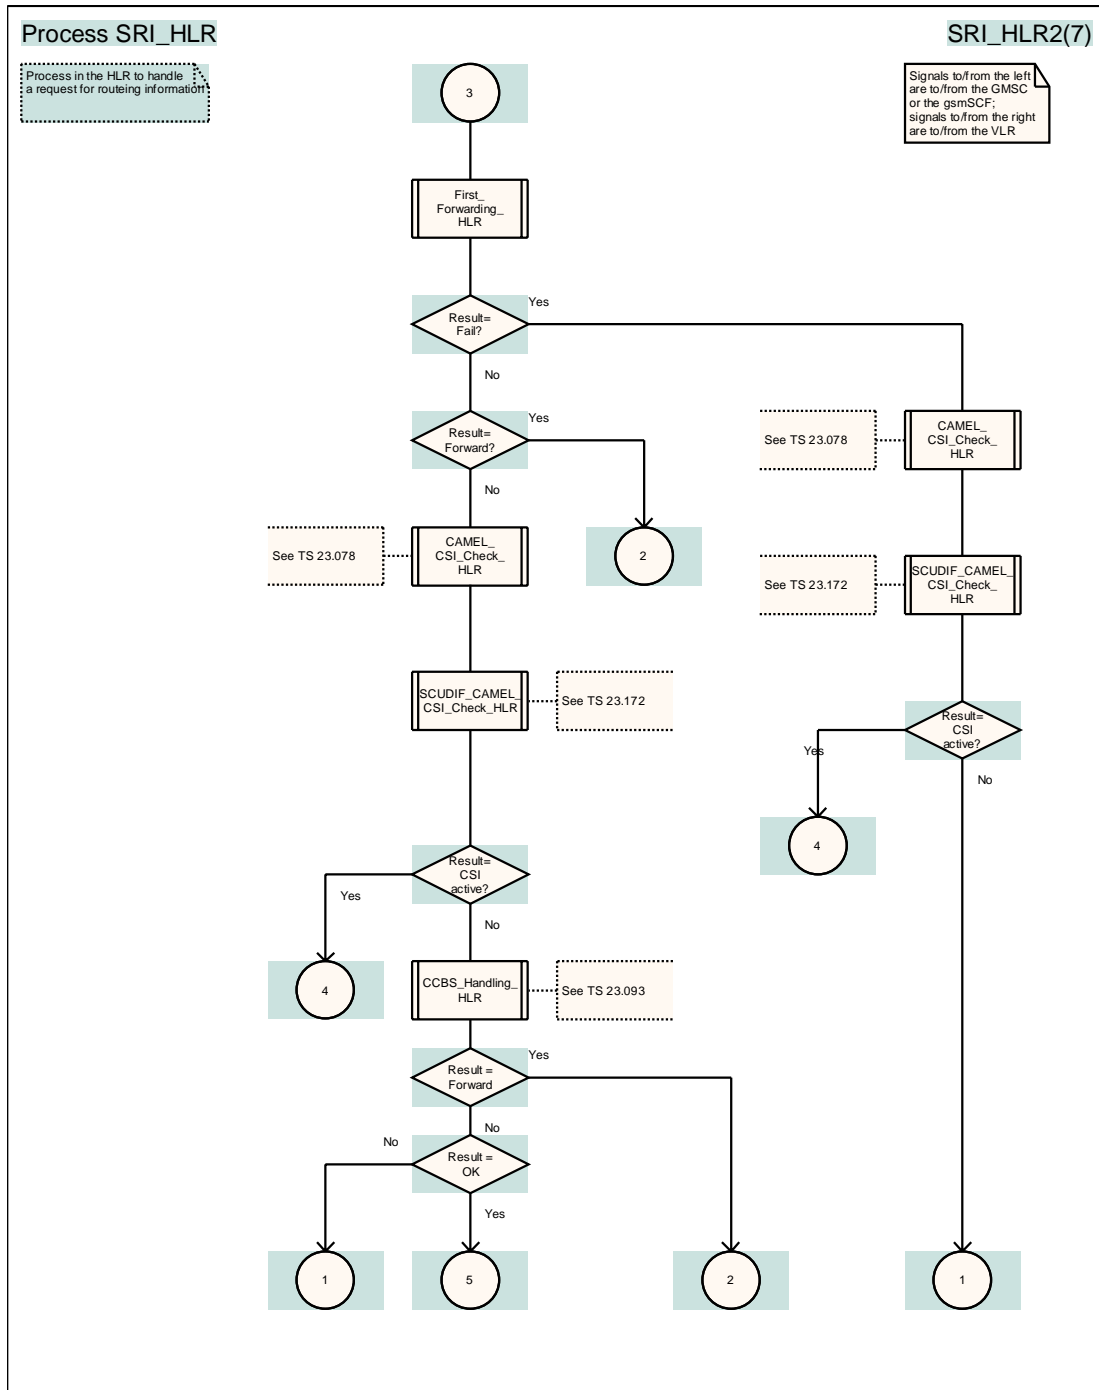 Process SRI_HLR
SRI_HLR2(7)
Process in the HLR to handle
a request for routeing information
Signals to/from the left
are to/from the GMSC
or the gsmSCF;
signals to/from the right
are to/from the VLR
3
First_
Forwarding_
HLR
Yes
Result=
Fail?
No
Yes
Result=
Forward?
No
See TS 23.078
CAMEL_
CSI_Check_
HLR
See TS 23.078
CAMEL_
CSI_Check_
HLR
2
See TS 23.172
SCUDIF_CAMEL_
CSI_Check_
HLR
SCUDIF_CAMEL_
CSI_Check_HLR
See TS 23.172
Result=
CSI
active?
Yes
No
4
Result=
CSI
active?
Yes
No
4
CCBS_Handling_
HLR
See TS 23.093
Yes
Result =
Forward
No
No
Result =
OK
Yes
1
5
2
1